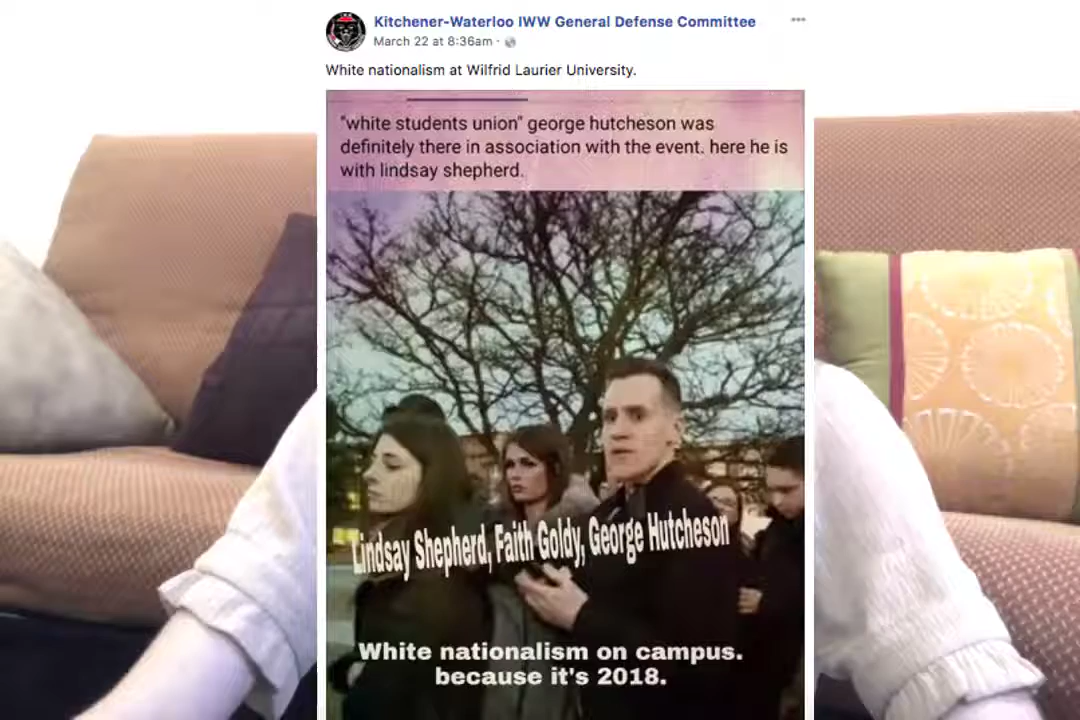 Kitchener-Waterloo IWW General Defense Committee
March 22 at 8:36am ·
White nationalism at Wilfrid Laurier University.
"white students union" george hutcheson was
definitely there in association with the event. here he is
with lindsay shepherd.
Lindsay Shepherd, Faith Goldy, George Hutcheson
White nationalism on campus.
because it's 2018.